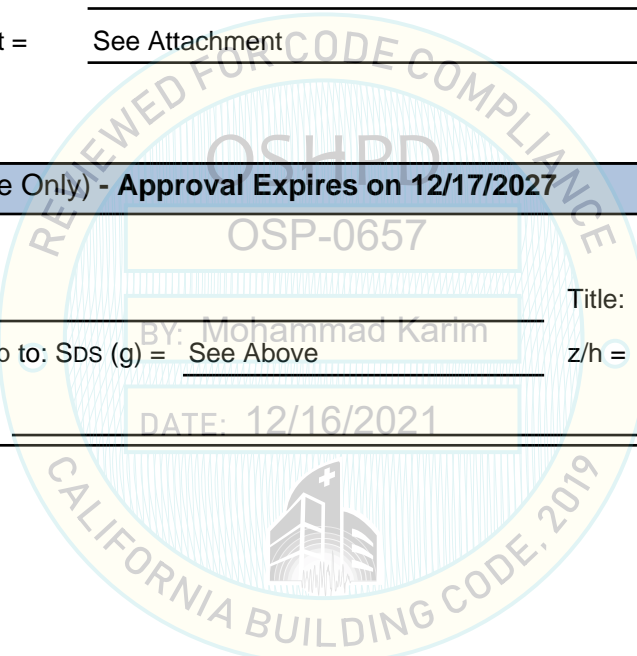 t = See Attachment
REVIEWED FOR CODE COMPLIANCE
OSHPD
e Only) - Approval Expires on 12/17/2027
OSP-0657
Title:
BY: Mohammad Karim
o to: SDS (g) = See Above z/h =
DATE: 12/16/2021
CALIFORNIA BUILDING CODE, 2019